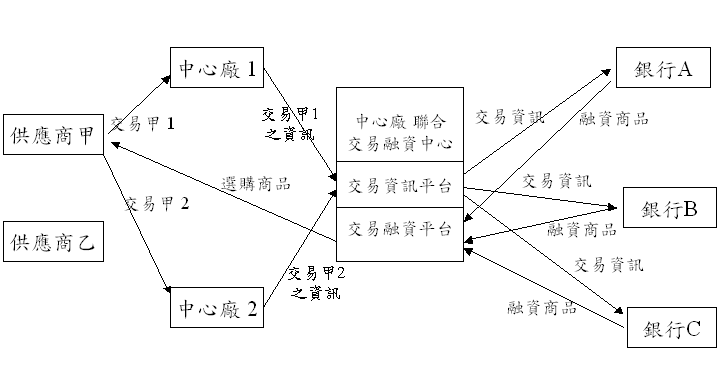 中心廠 1
銀行A
交易甲1
之資訊
交易資訊
融資商品
供應商甲
交易甲 1
中心廠 聯合
交易融資中心
選購商品
交易資訊平台
交易資訊
銀行B
交易甲 2
供應商乙
交易融資平台
融資商品
交易資訊
交易甲2
之資訊
中心廠 2
融資商品
銀行C